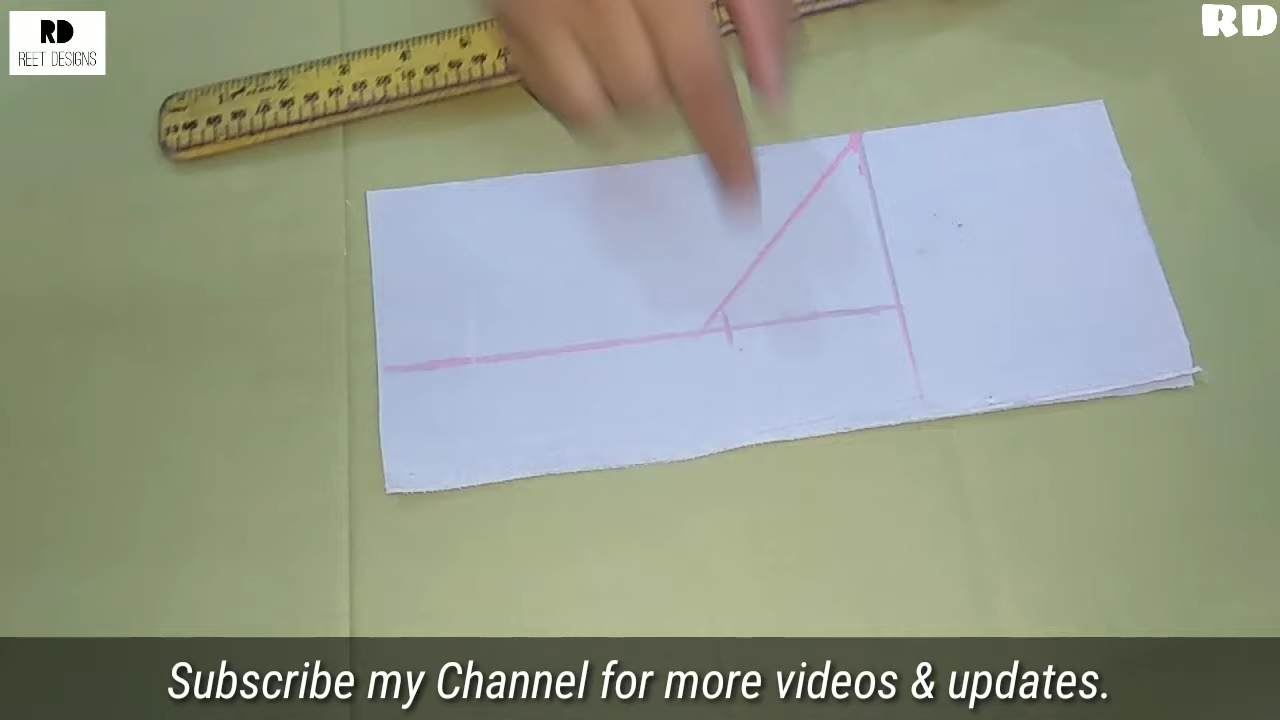 RD
REET DESIGNS
RD
Subscribe my Channel for more videos & updates.